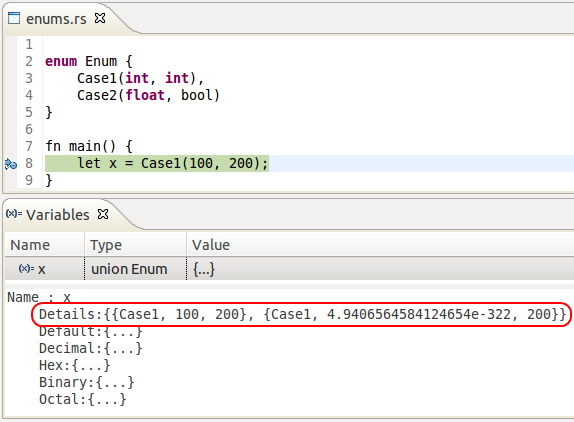 enums.rs
1
2 enum Enum {
3 Case1(int, int),
4 Case2(float, bool)
5 }
6
7 fn main() {
8 let x = Case1(100, 200);
9 }
(x)= Variables
Name Type Value
(x)= x union Enum {...}
Name : x
Details:{{Case1, 100, 200}, {Case1, 4.9406564584124654e-322, 200}}
Default:{...}
Decimal:{...}
Hex:{...}
Binary:{...}
Octal:{...}